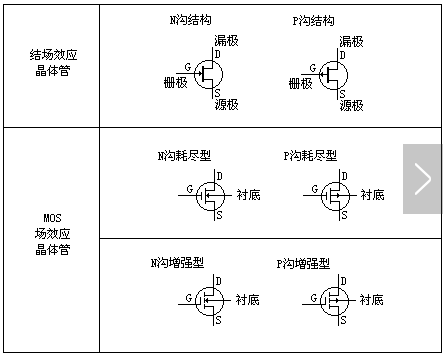 N沟结构 P沟结构
结场效应
晶体管
漏极 漏极
D D
G G
栅极 栅极
S S
源极 源极
MOS
场效应
晶体管
N沟耗尽型 P沟耗尽型
D D
G 衬底 G 衬底
S S
N沟增强型 P沟增强型
D D
G 衬底 G 衬底
S S